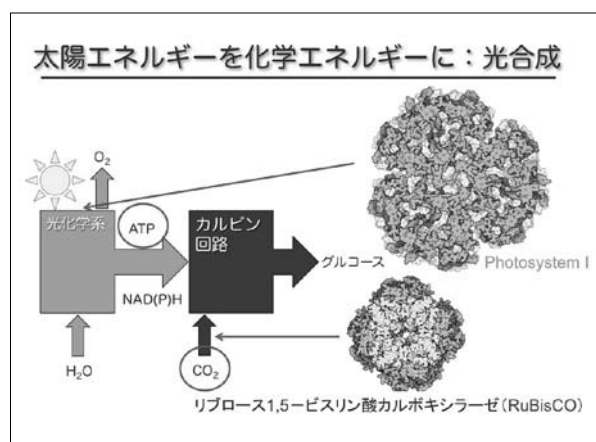 太陽エネルギーを化学エネルギーに：光合成
O₂
光化学系
ATP
カルビン
回路
グルコース
NAD(P)H
H₂O
CO₂
Photosystem I
リブロース1,5−ビスリン酸カルボキシラーゼ(RuBisCO)